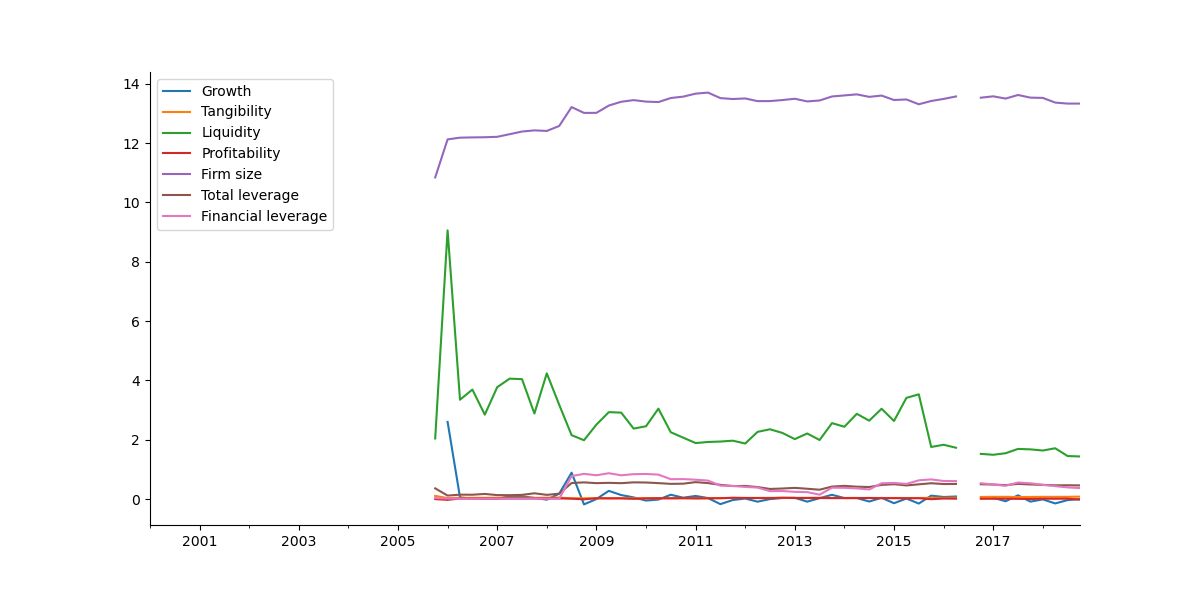 14
12
10
8
6
4
2
0
Growth
Tangibility
Liquidity
Profitability
Firm size
Total leverage
Financial leverage
2001 2003 2005 2007 2009 2011 2013 2015 2017